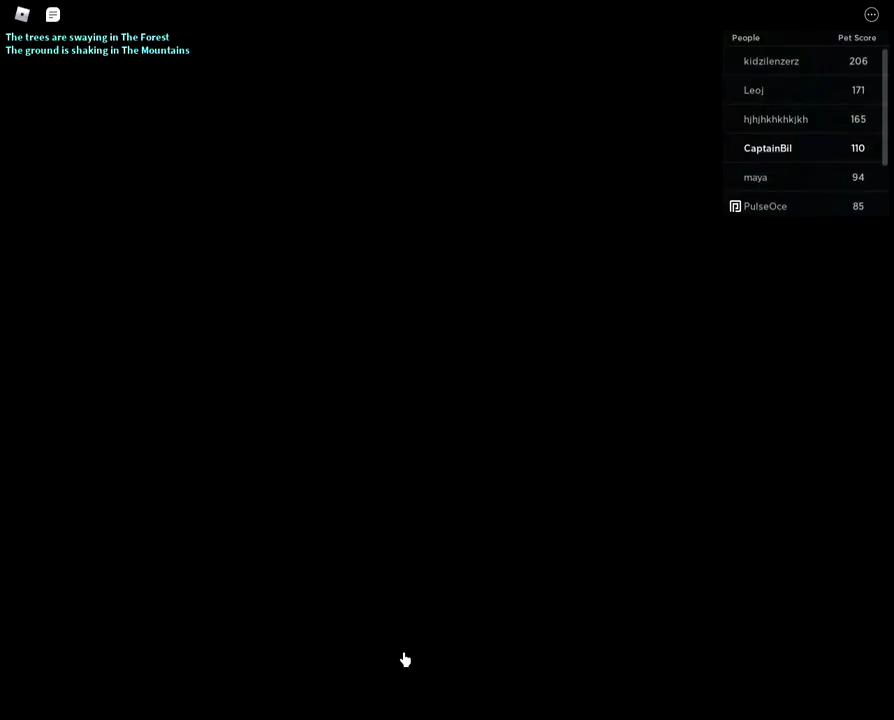 The trees are swaying in The Forest
The ground is shaking in The Mountains
People Pet Score
kidzilenzerz 206
Leoj 171
hjhjhkhkhkjkh 165
CaptainBil 110
maya 94
PulseOce 85